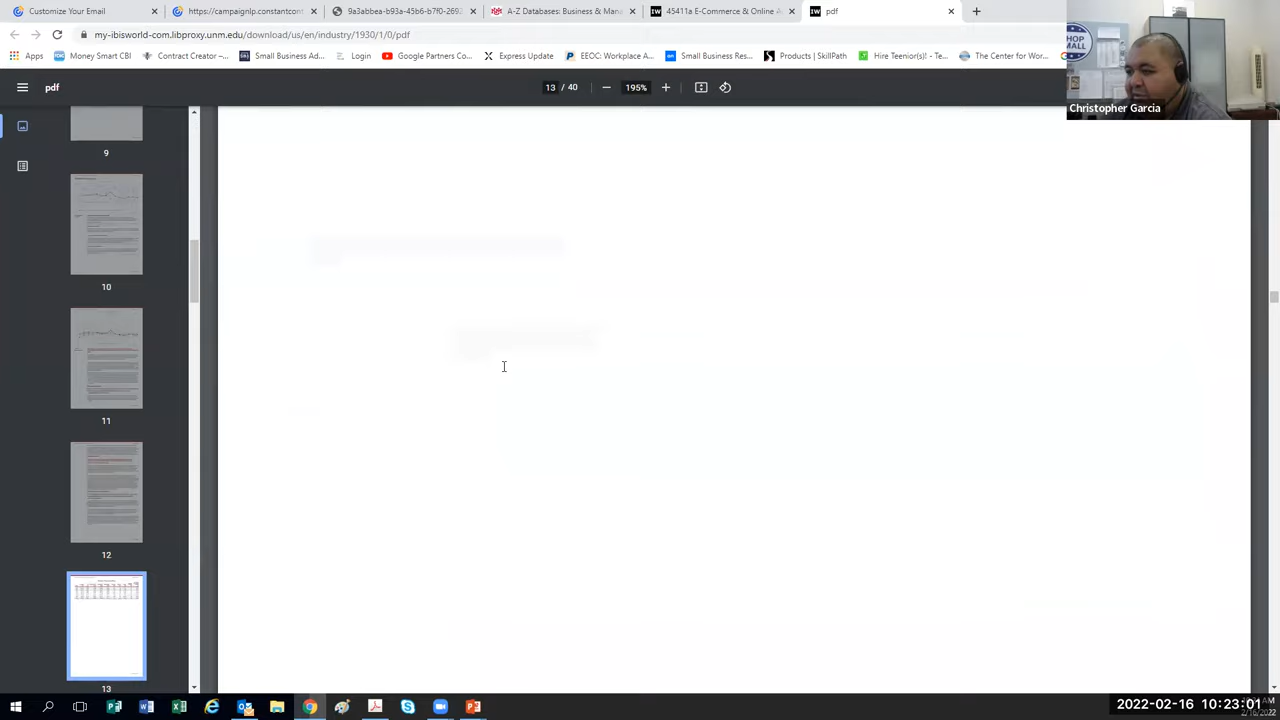 Customize Your Email
https://campaignlp.constantcont
9a3abbea-b93a-45b6-b7f0-2693
A-Z Databases: Business & Mana
45411a E-Commerce & Online A
pdf
my-ibisworld-com.libproxy.unm.edu/download/us/en/industry/1930/1/0/pdf
Apps
Money Smart CBI
Contract Creator –...
Small Business Ad...
Login
Google Partners Co...
Express Update
EEOC: Workplace A...
Small Business Res...
Products | SkillPath
Hire Teenior|s! - Te...
The Center for Wor...
pdf
13 / 40
195%
HOP
MALL
Christopher Garcia
9
10
11
12
13
2022-02-16 10:23:01